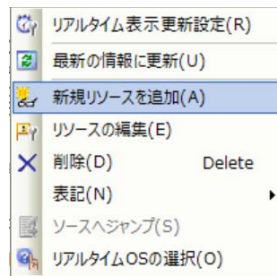 リアルタイム表示更新設定(R)
最新の情報に更新(U)
新規リソースを追加(A)
リソースの編集(E)
削除(D) Delete
表記(N)
ソースへジャンプ(S)
リアルタイムOSの選択(O)